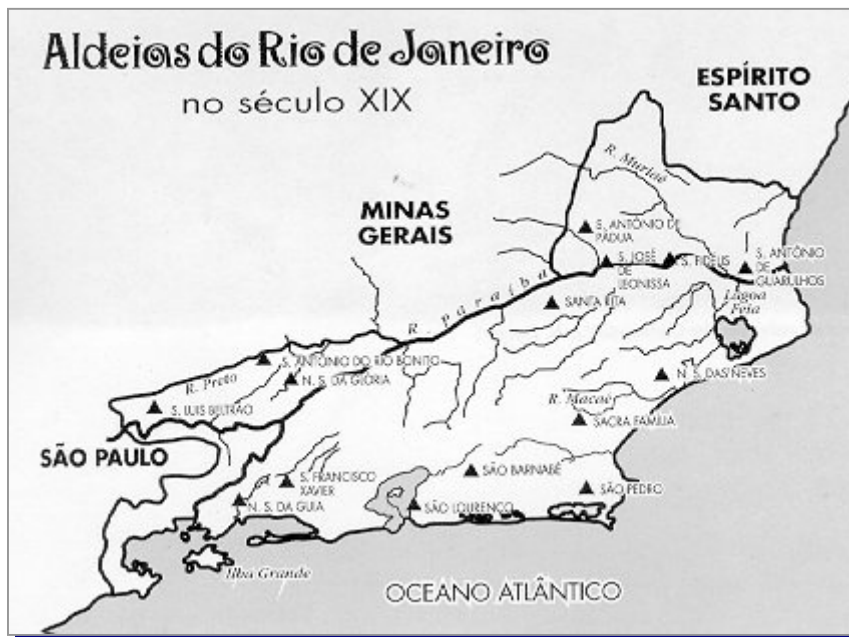 Aldeias do Rio de Janeiro
no século XIX
ESPÍRITO
SANTO
R. Muriaé
MINAS
GERAIS
S. ANTÔNIO DE
PÁDUA
S. JOSÉ
DE
LEONISSA
S. FIDELIS
S. ANTÔNIO
DE
GUARULHOS
R. paraíba
SANTA RITA
Lagoa
Feia
S. ANTÔNIO DO RIO BONITO
R. Preto
N. S. DA GLÓRIA
N. S. DAS NEVES
S. LUIS BELTRÃO
R. Macaé
SACRA FAMÍLIA
SÃO PAULO
S. FRANCISCO
XAVIER
SÃO BARNABÉ
SÃO PEDRO
N. S. DA GUIA
SÃO LOURENÇO
Ilha Grande
OCEANO ATLÂNTICO